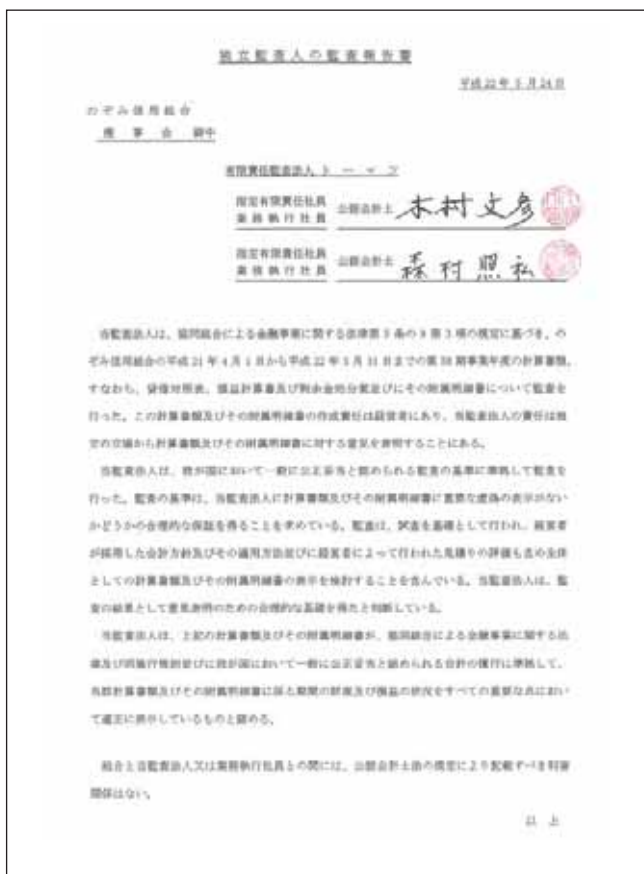 独立監査人の監査報告書
平成22年5月24日
のぞみ信用組合
理事会 御中
有限責任監査法人 トーマツ
指定有限責任社員
業務執行社員
公認会計士 木村文彦
指定有限責任社員
業務執行社員
公認会計士 森村照私
当監査法人は、協同組合による金融事業に関する法律第5条の8第3項の規定に基づき、の
ぞみ信用組合の平成21年4月1日から平成22年3月31日までの第58期事業年度の計算書類、
すなわち、貸借対照表、損益計算書及び剰余金処分案並びにその附属明細書について監査を
行った。この計算書類及びその附属明細書の作成責任は経営者にあり、当監査法人の責任は独
立の立場から計算書類及びその附属明細書に対する意見を表明することにある。
当監査法人は、我が国において一般に公正妥当と認められる監査の基準に準拠して監査を
行った。監査の基準は、当監査法人に計算書類及びその附属明細書に重要な虚偽の表示がない
かどうかの合理的な保証を得ることを求めている。監査は、試査を基礎として行われ、経営者
が採用した会計方針及びその適用方法並びに経営者によって行われた見積りの評価も含め全体
としての計算書類及びその附属明細書の表示を検討することを含んでいる。当監査法人は、監
査の結果として意見表明のための合理的な基礎を得たと判断している。
当監査法人は、上記の計算書類及びその附属明細書が、協同組合による金融事業に関する法
律及び同施行規則並びに我が国において一般に公正妥当と認められる会計の慣行に準拠して、
当該計算書類及びその附属明細書に係る期間の財産及び損益の状況をすべての重要な点におい
て適正に表示しているものと認める。
組合と当監査法人又は業務執行社員との間には、公認会計士法の規定により記載すべき利害
関係はない。
以上